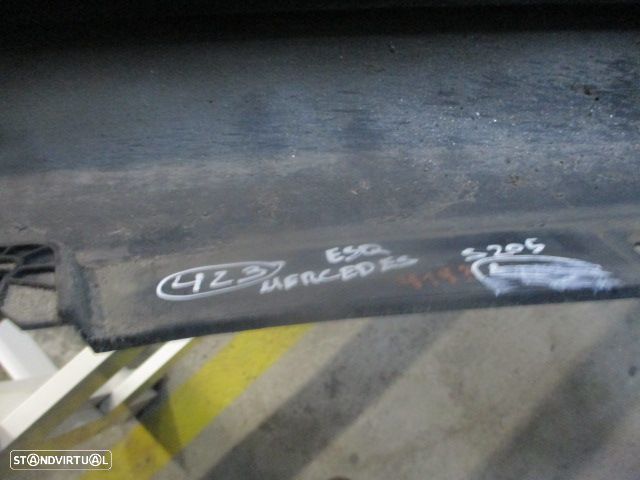 423 ESQ S205
MERCEDES
STANDVIRTUAL